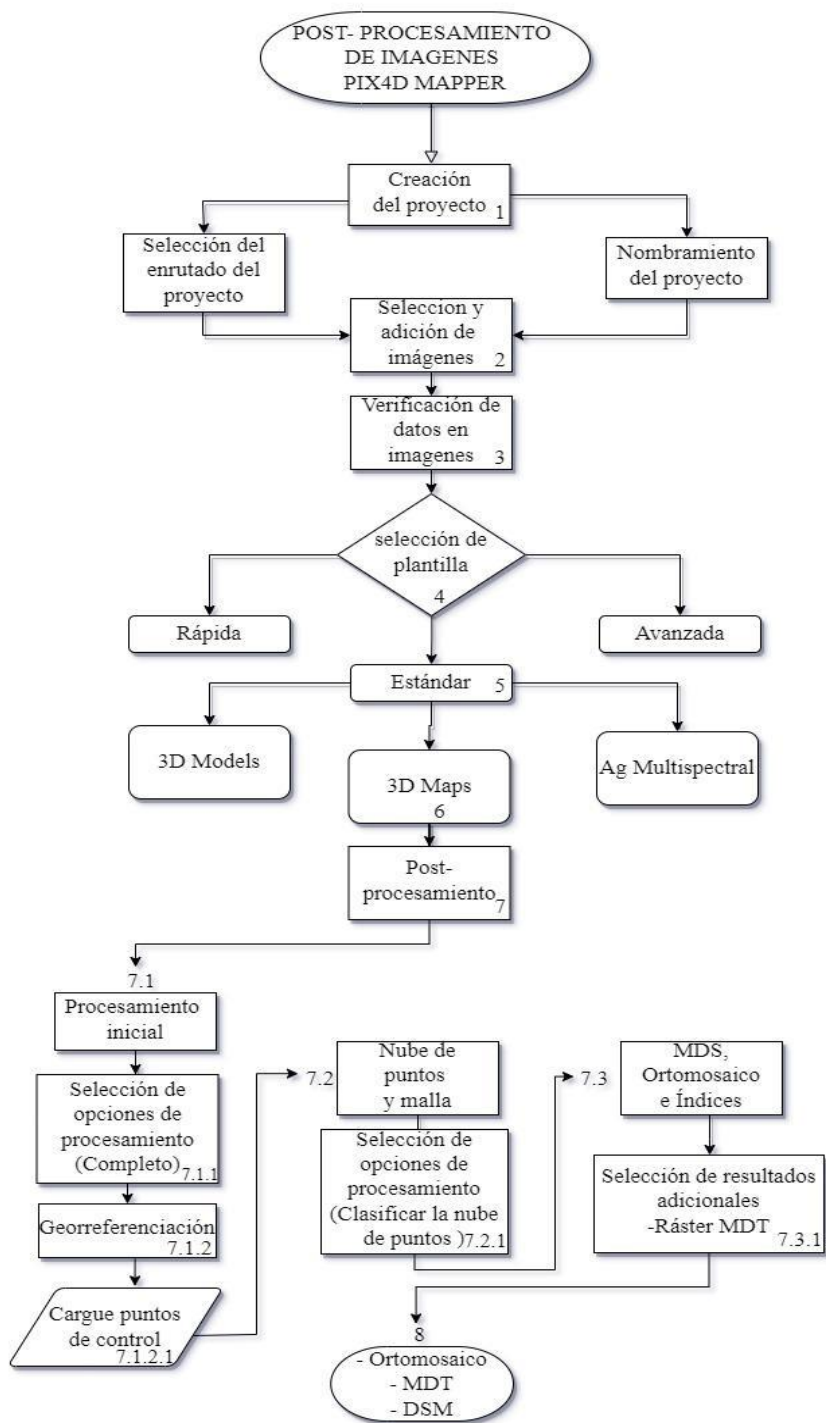 POST- PROCESAMIENTO
DE IMAGENES
PIX4D MAPPER
Creación
del proyecto
1
Selección del
enrutado del
proyecto
Nombramiento
del proyecto
Seleccion y
adición de
imágenes
2
Verificación de
datos en
imagenes
3
selección de
plantilla
4
Rápida
Avanzada
Estándar
5
3D Models
3D Maps
6
Ag Multispectral
Post-
procesamiento
7
7.1
Procesamiento
inicial
Selección de
opciones de
procesamiento
(Completo)
7.1.1
Georreferenciación
7.1.2
Cargue puntos
de control
7.1.2.1
7.2
Nube de
puntos
y malla
Selección de
opciones de
procesamiento
(Clasificar la nube
de puntos )
7.2.1
7.3
MDS,
Ortomosaico
e Índices
Selección de resultados
adicionales
-Ráster MDT
7.3.1
8
- Ortomosaico
- MDT
- DSM